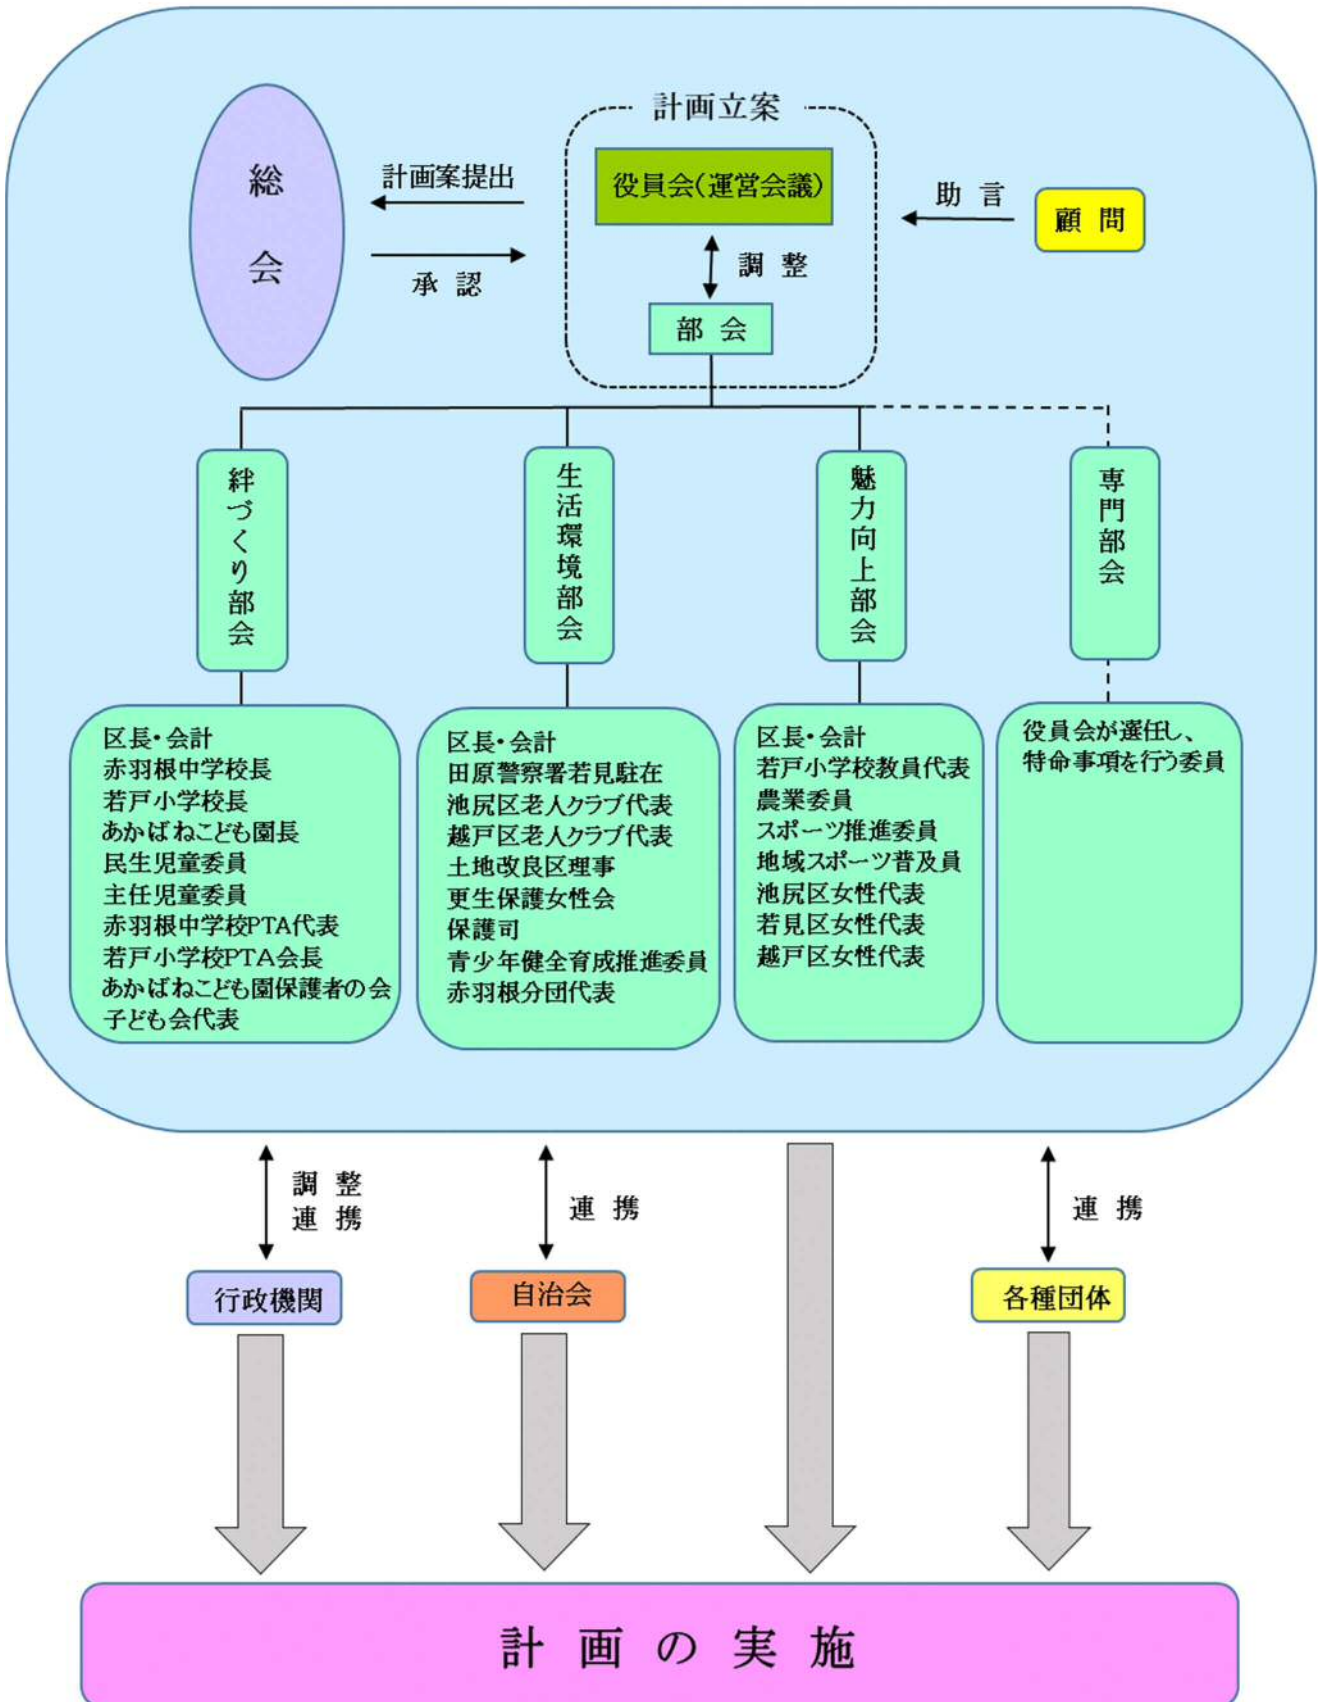 計画立案
総会
計画案提出
承認
役員会(運営会議)
調整
部会
助言
顧問
絆づくり部会
生活環境部会
魅力向上部会
専門部会
区長・会計
赤羽根中学校長
若戸小学校長
あかばねこども園長
民生児童委員
主任児童委員
赤羽根中学校PTA代表
若戸小学校PTA会長
あかばねこども園保護者の会
子ども会代表
区長・会計
田原警察署若見駐在
池尻区老人クラブ代表
越戸区老人クラブ代表
土地改良区理事
更生保護女性会
保護司
青少年健全育成推進委員
赤羽根分団代表
区長・会計
若戸小学校教員代表
農業委員
スポーツ推進委員
地域スポーツ普及員
池尻区女性代表
若見区女性代表
越戸区女性代表
役員会が選任し、
特命事項を行う委員
調整
連携
連携
連携
行政機関
自治会
各種団体
計画の実施